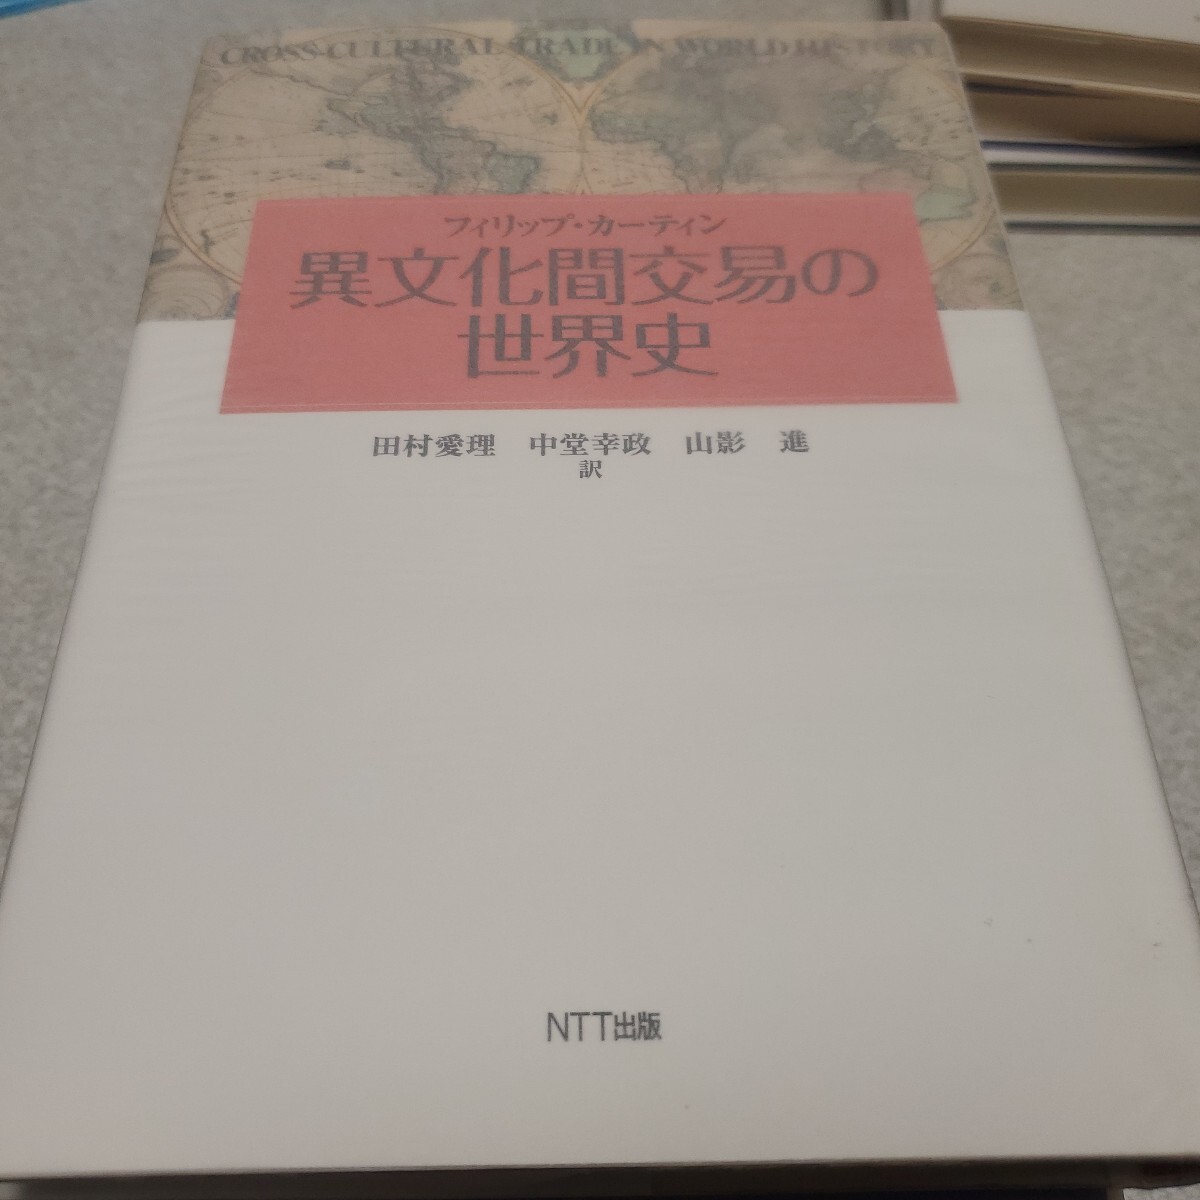 CROSS-CULTURAL TRADE IN WORLD HISTORY
フィリップ・カーティン
異文化間交易の
世界史
田村愛理　中堂幸政　山影　進
訳
NTT出版